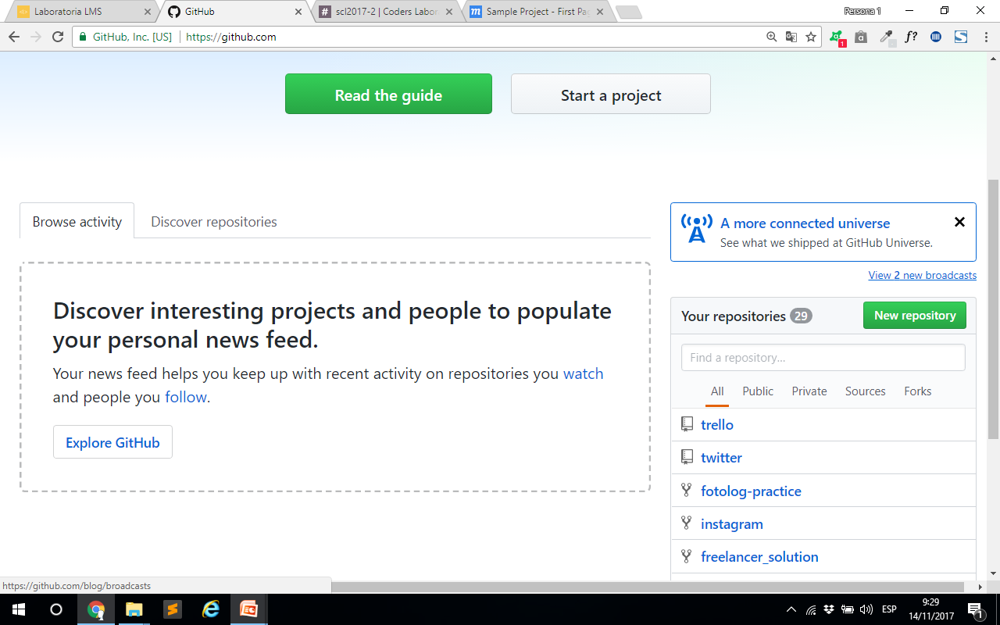 Laboratoria LMS
GitHub
scl2017-2 | Coders Labor
Sample Project - First Pa
Persona 1
GitHub, Inc. [US]
https://github.com
1
f?
Read the guide
Start a project
Browse activity
Discover repositories
A more connected universe
See what we shipped at GitHub Universe.
View 2 new broadcasts
Discover interesting projects and people to populate
your personal news feed.
Your news feed helps you keep up with recent activity on repositories you watch
and people you follow.
Explore GitHub
Your repositories 29
New repository
Find a repository...
All Public Private Sources Forks
trello
twitter
fotolog-practice
instagram
freelancer_solution
https://github.com/blog/broadcasts
ESP
9:29
14/11/2017
1